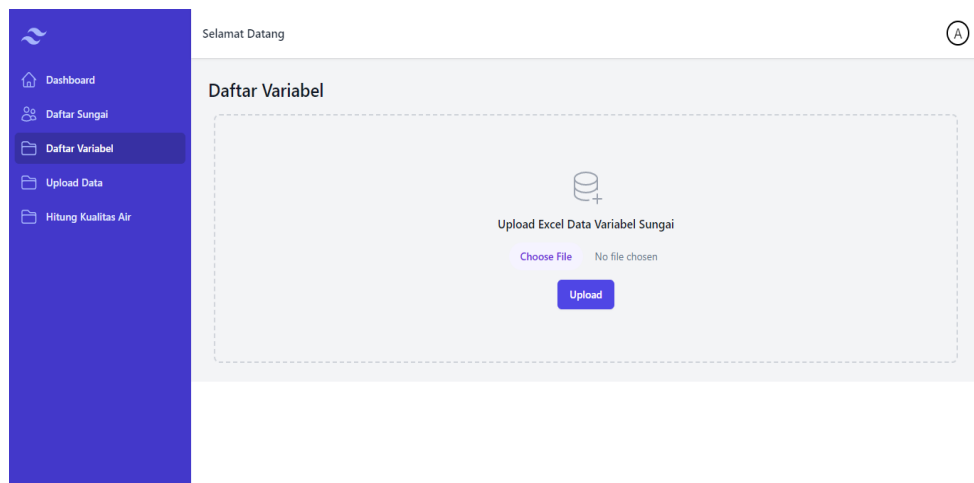 Selamat Datang
A
Dashboard
Daftar Sungai
Daftar Variabel
Upload Data
Hitung Kualitas Air
Daftar Variabel
Upload Excel Data Variabel Sungai
Choose File No file chosen
Upload